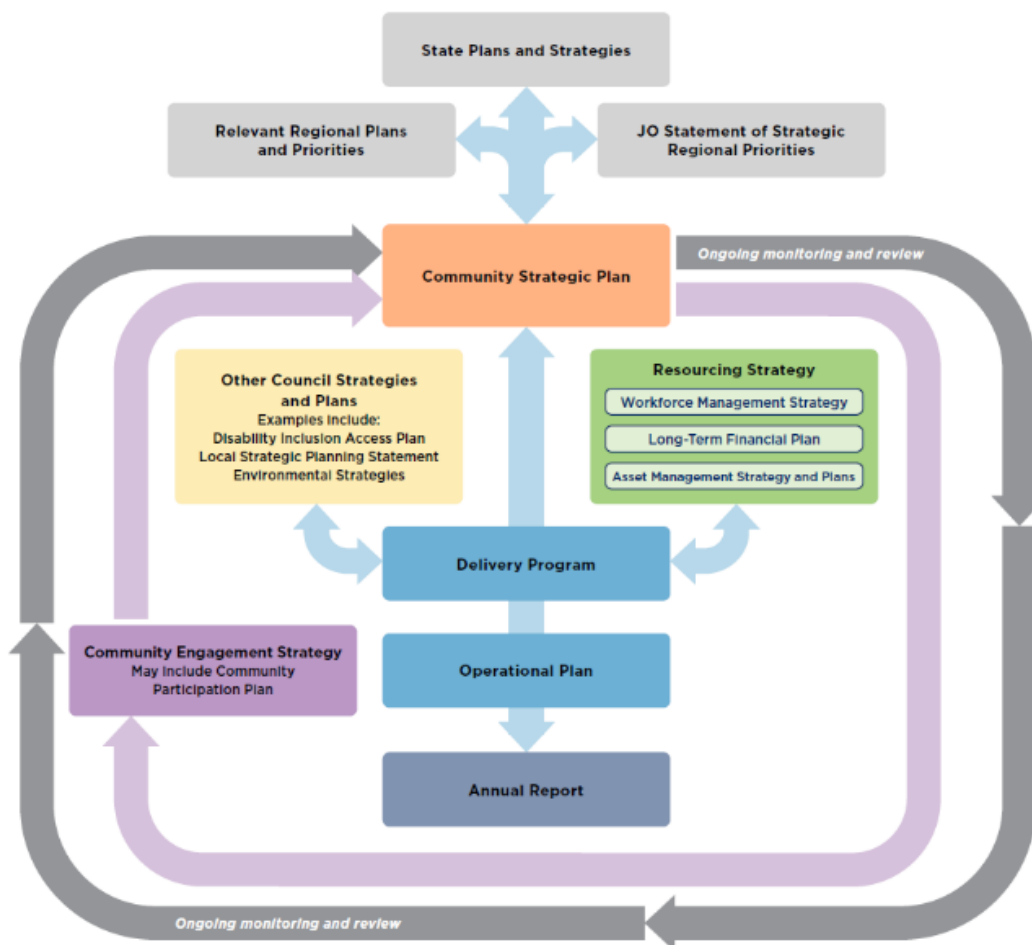 State Plans and Strategies
Relevant Regional Plans
and Priorities
JO Statement of Strategic
Regional Priorities
Community Strategic Plan
Ongoing monitoring and review
Other Council Strategies
and Plans
Examples include:
Disability Inclusion Access Plan
Local Strategic Planning Statement
Environmental Strategies
Resourcing Strategy
Workforce Management Strategy
Long-Term Financial Plan
Asset Management Strategy and Plans
Delivery Program
Community Engagement Strategy
May include Community
Participation Plan
Operational Plan
Annual Report
Ongoing monitoring and review